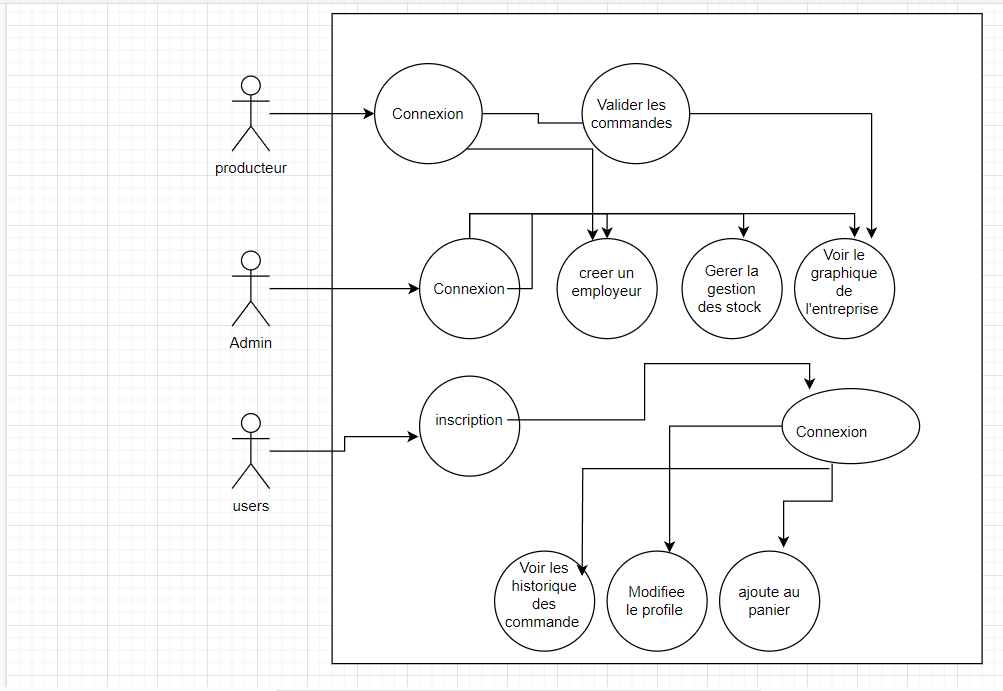 Connexion
Valider les
commandes
producteur
Connexion
creer un
employeur
Gerer la
gestion
des stock
Voir le
graphique
de
l'entreprise
Admin
inscription
Connexion
users
Voir les
historique
des
commande
Modifiee
le profile
ajoute au
panier